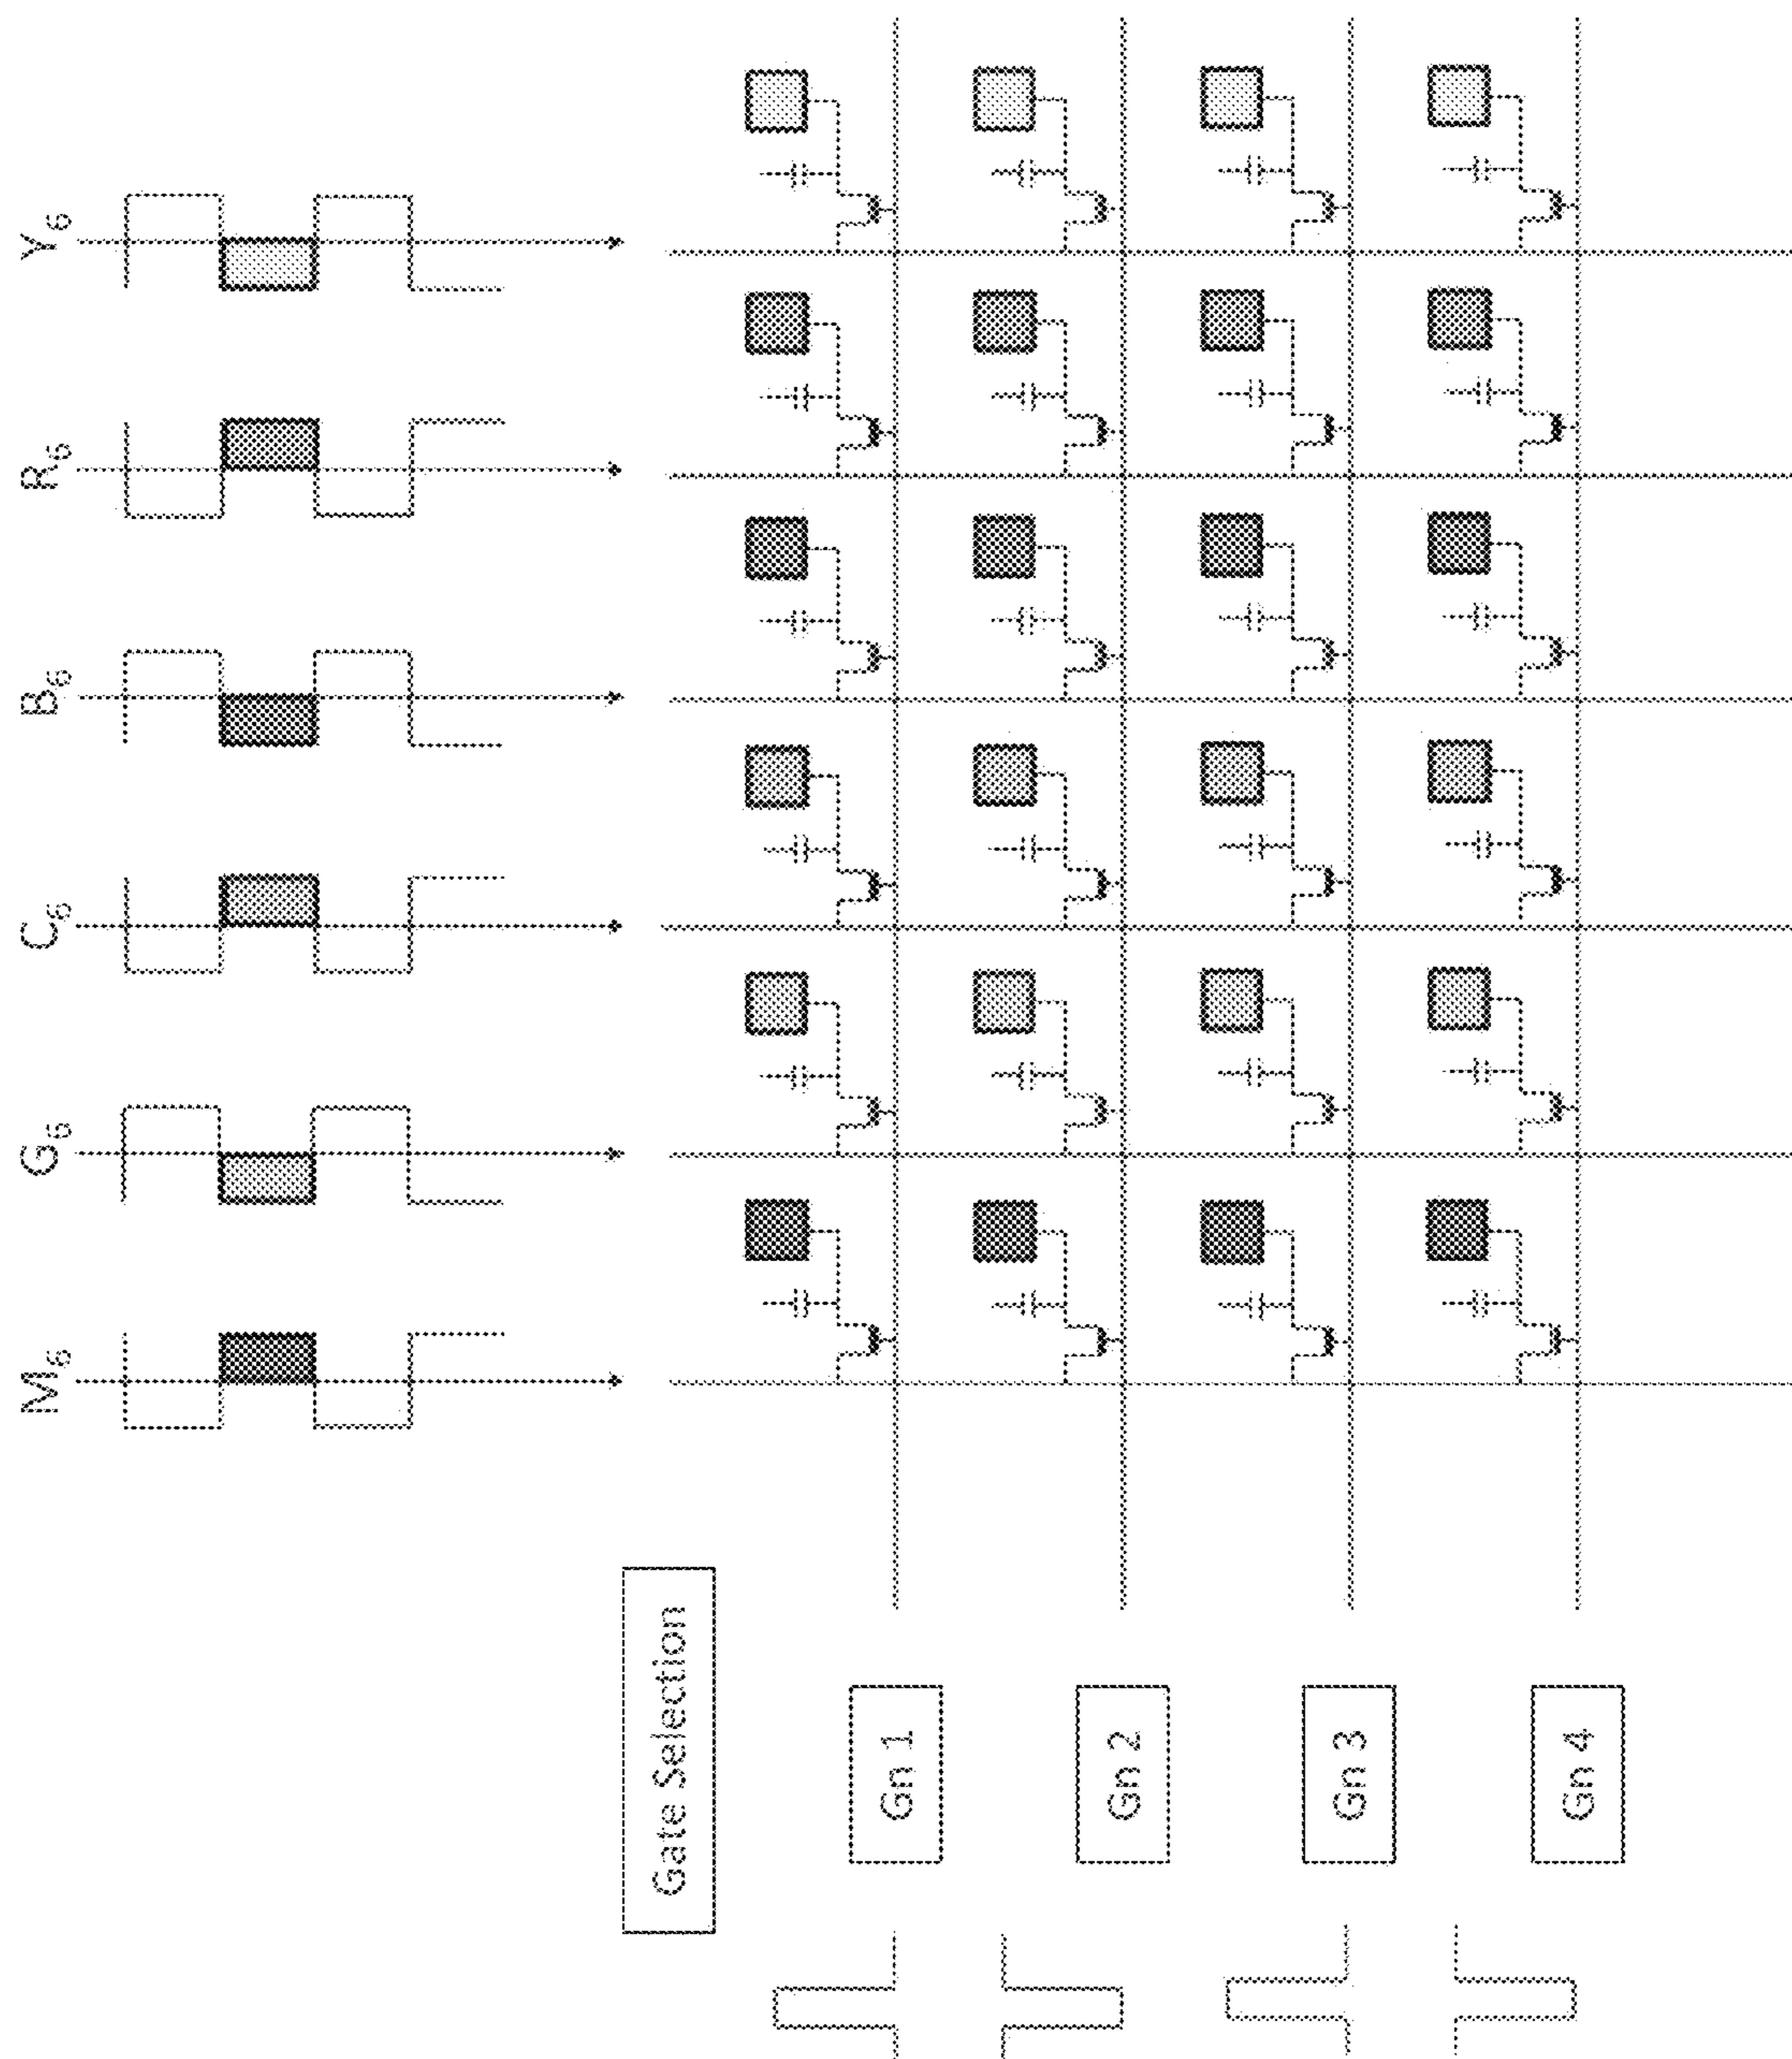 M₆
G₆
C₆
B₆
R₆
Y₆
Gate Selection
Gn 1
Gn 2
Gn 3
Gn 4